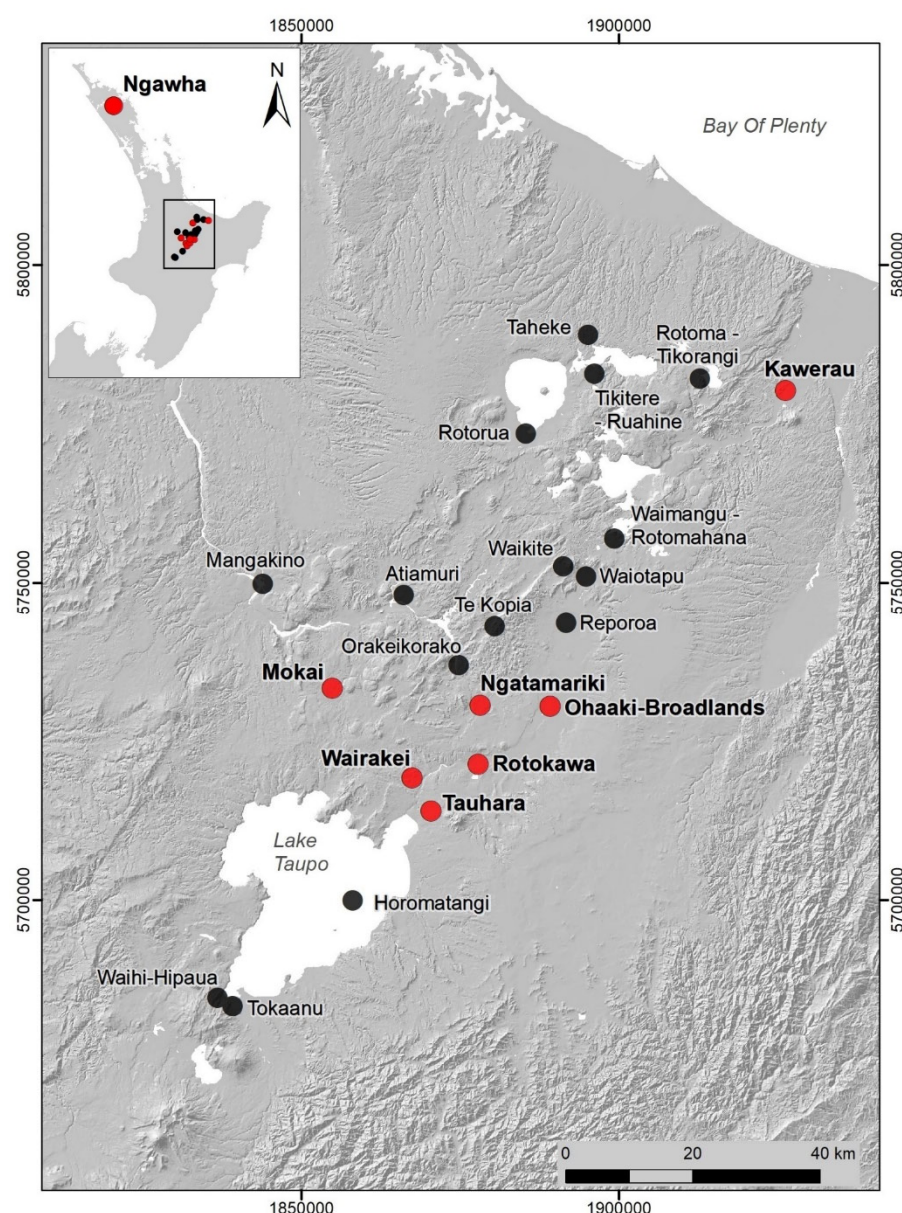 1850000
1900000
Ngawha
N
Bay Of Plenty
5800000
5800000
Taheke
Rotoma -
Tikorangi
Kawerau
Tikitere
- Ruahine
Rotorua
Waimangu -
Rotomahana
Waikite
Mangakino
Atiamuri
Waiotapu
5750000
5750000
Te Kopia
Reporoa
Orakeikorako
Mokai
Ngatamariki
Ohaaki-Broadlands
Wairakei
Rotokawa
Tauhara
Lake
Taupo
5700000
5700000
Horomatangi
Waihi-Hipaua
Tokaanu
0
20
40 km
1850000
1900000